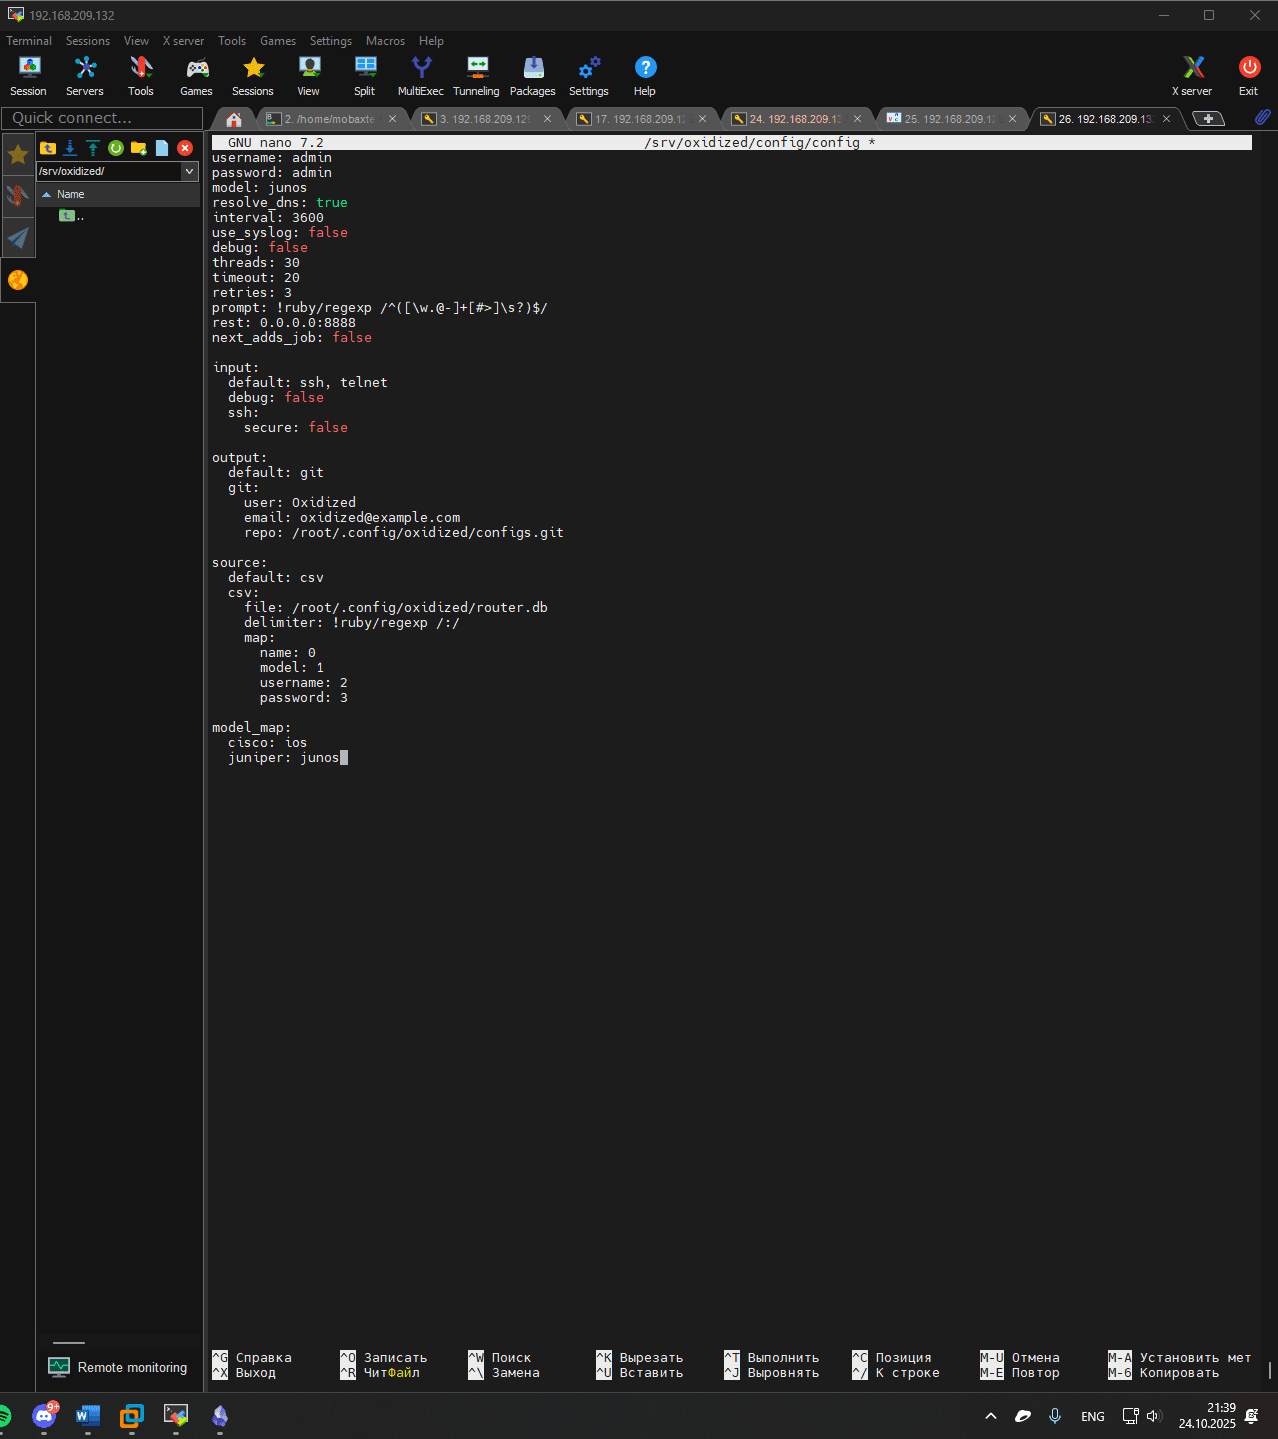 192.168.209.132
Terminal Sessions View X server Tools Games Settings Macros Help
Session Servers Tools Games Sessions View Split MultiExec Tunneling Packages Settings Help X server Exit
Quick connect...
2. /home/mobaxte
3. 192.168.209.12
17. 192.168.209.12
24. 192.168.209.13
25. 192.168.209.12
26. 192.168.209.13
/srv/oxidized/
Name
..
GNU nano 7.2 /srv/oxidized/config/config *
username: admin
password: admin
model: junos
resolve_dns: true
interval: 3600
use_syslog: false
debug: false
threads: 30
timeout: 20
retries: 3
prompt: !ruby/regexp /^([\w.@-]+[#>]\s?)$/
rest: 0.0.0.0:8888
next_adds_job: false
input:
default: ssh, telnet
debug: false
ssh:
secure: false
output:
default: git
git:
user: Oxidized
email: oxidized@example.com
repo: /root/.config/oxidized/configs.git
source:
default: csv
csv:
file: /root/.config/oxidized/router.db
delimiter: !ruby/regexp /:/
map:
name: 0
model: 1
username: 2
password: 3
model_map:
cisco: ios
juniper: junos
^G Справка ^O Записать ^W Поиск ^K Вырезать ^T Выполнить ^C Позиция M-U Отмена M-A Установить мет
^X Выход ^R ЧитФайл ^\ Замена ^U Вставить ^J Выровнять ^/ К строке M-E Повтор M-6 Копировать
Remote monitoring
9+
ENG
21:39
24.10.2025